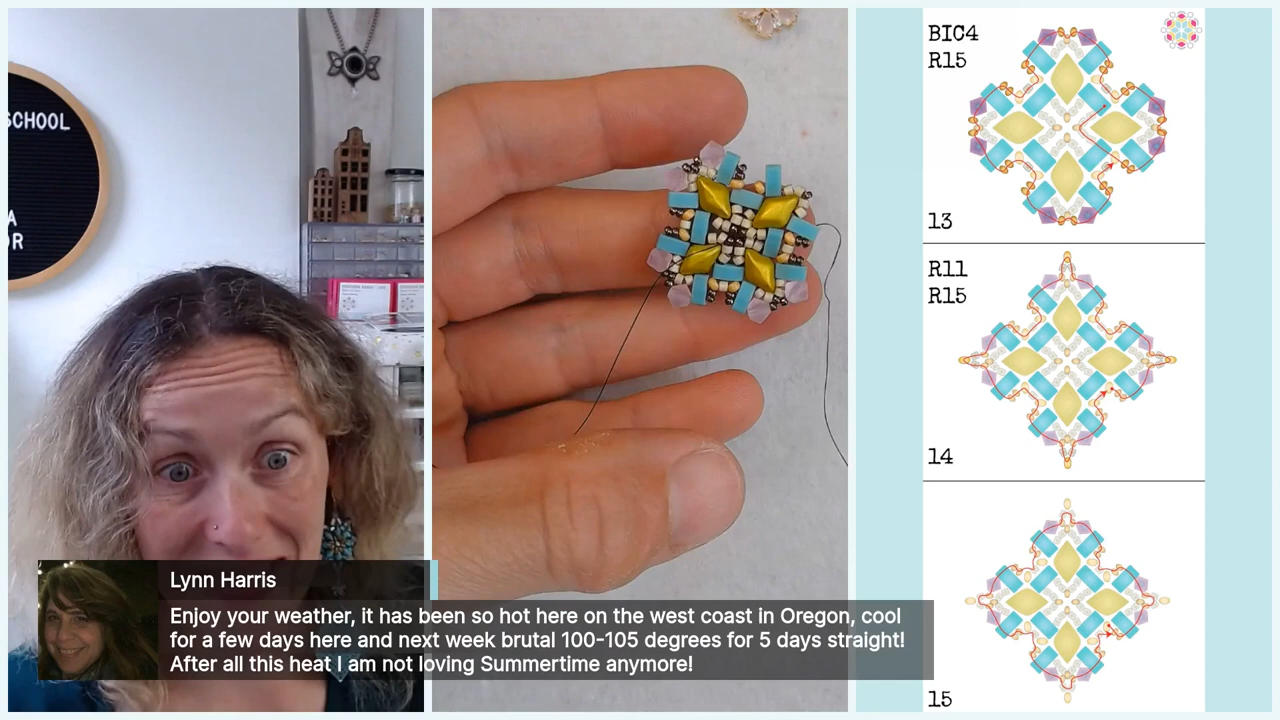 SCHOOL
A
OR
BIC4
R15
13
R11
R15
14
15
Lynn Harris
Enjoy your weather, it has been so hot here on the west coast in Oregon, cool
for a few days here and next week brutal 100-105 degrees for 5 days straight!
After all this heat I am not loving Summertime anymore!